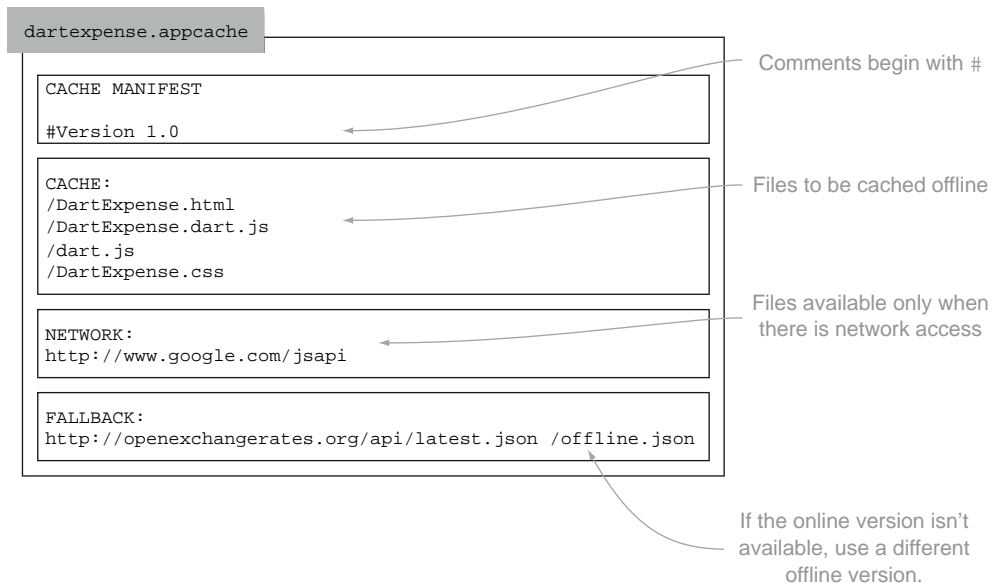 dartexpense.appcache
CACHE MANIFEST
#Version 1.0
Comments begin with #
CACHE:
/DartExpense.html
/DartExpense.dart.js
/dart.js
/DartExpense.css
Files to be cached offline
NETWORK:
http://www.google.com/jsapi
Files available only when
there is network access
FALLBACK:
http://openexchangerates.org/api/latest.json /offline.json
If the online version isn't
available, use a different
offline version.